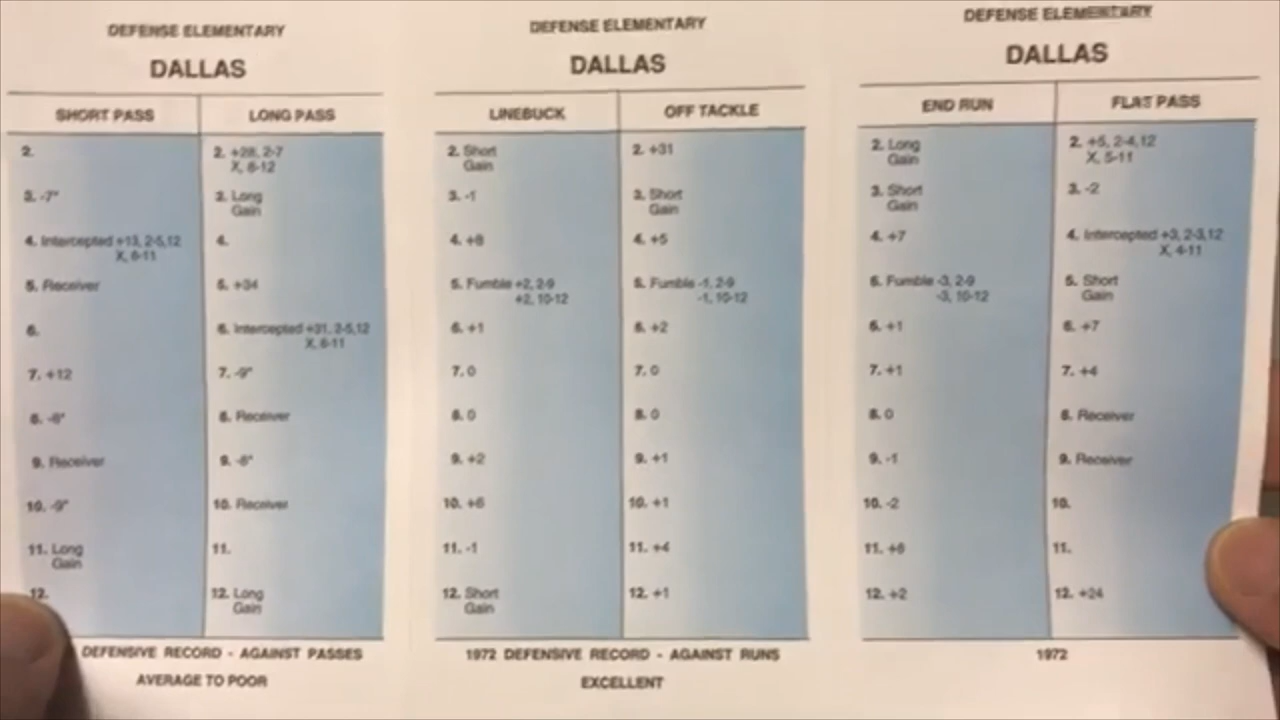 DEFENSE ELEMENTARY
DALLAS
SHORT PASS
LONG PASS
2.
3. -7*
4. Intercepted +13, 2-5,12
X, 6-11
5. Receiver
6.
7. +12
8. -8*
9. Receiver
10. -9*
11. Long
Gain
12.
2. +28, 2-7
X, 8-12
3. Long
Gain
4.
5. +34
6. Intercepted +31, 2-5,12
X, 6-11
7. -9*
8. Receiver
9. -8*
10. Receiver
11.
12. Long
Gain
DEFENSIVE RECORD - AGAINST PASSES
AVERAGE TO POOR
DEFENSE ELEMENTARY
DALLAS
LINEBUCK
OFF TACKLE
2. Short
Gain
3. -1
4. +8
5. Fumble +2, 2-9
+2, 10-12
6. +1
7. 0
8. 0
9. +2
10. +6
11. -1
12. Short
Gain
2. +31
3. Short
Gain
4. +5
5. Fumble -1, 2-9
-1, 10-12
6. +2
7. 0
8. 0
9. +1
10. +1
11. +4
12. +1
1972 DEFENSIVE RECORD - AGAINST RUNS
EXCELLENT
DEFENSE ELEMENTARY
DALLAS
END RUN
FLAT PASS
2. Long
Gain
3. Short
Gain
4. +7
5. Fumble -3, 2-9
-3, 10-12
6. +1
7. +1
8. 0
9. -1
10. -2
11. +6
12. +2
2. +5, 2-4,12
X, 5-11
3. -2
4. Intercepted +3, 2-3,12
X, 4-11
5. Short
Gain
6. +7
7. +4
8. Receiver
9. Receiver
10.
11.
12. +24
1972